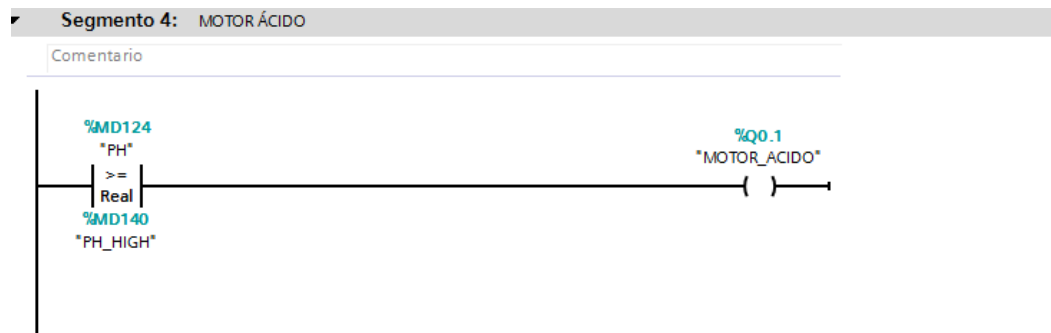 Segmento 4: MOTOR ÁCIDO
Comentario
%MD124
"PH"
>=
Real
%MD140
"PH_HIGH"
%Q0.1
"MOTOR_ACIDO"
( )